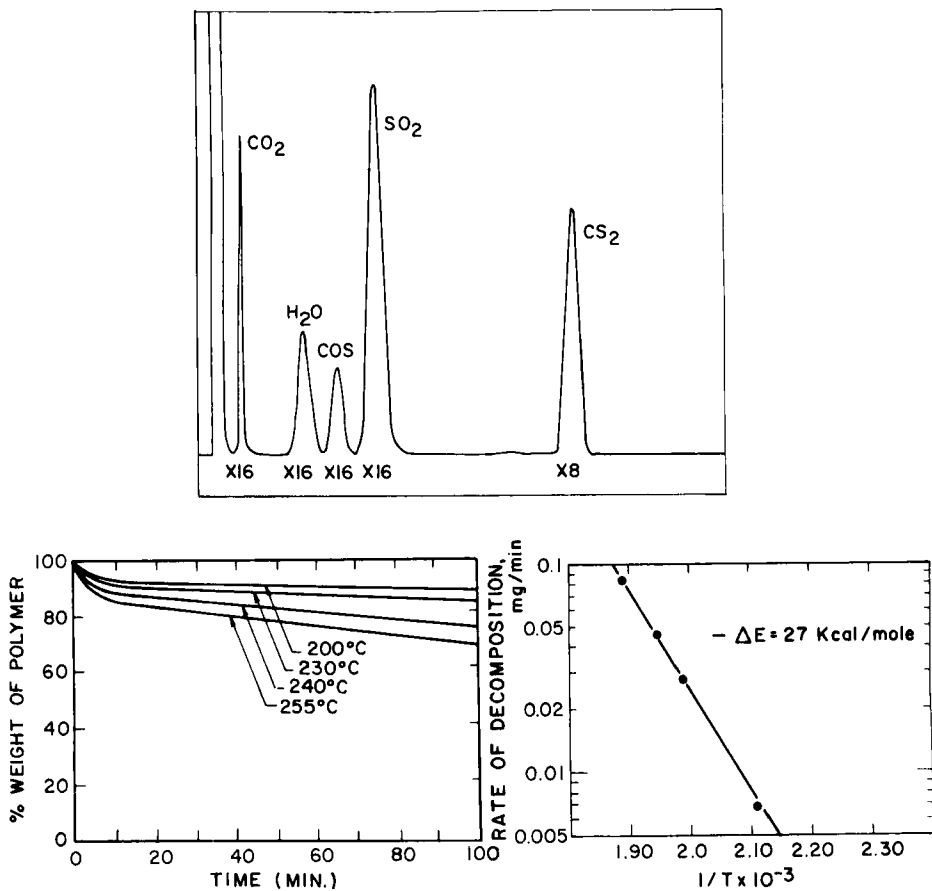 CO2
H2O
COS
SO2
CS2
X16
X16
X16
X16
X8
% WEIGHT OF POLYMER
100
80
60
40
20
0
200°C
230°C
240°C
255°C
0
20
40
60
80
100
TIME (MIN.)
RATE OF DECOMPOSITION,
mg/min
0.1
0.05
0.02
0.01
0.005
— ΔE = 27 Kcal/mole
1.90
2.0
2.10
2.20
2.30
1/T x 10⁻³